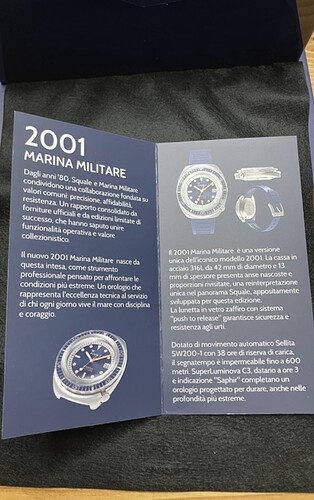 2001
MARINA MILITARE
Dagli anni '80, Squale e Marina Militare
condividono una collaborazione fondata su
valori comuni: precisione, affidabilità,
resistenza. Un rapporto consolidato da
forniture ufficiali e da edizioni limitate di
successo, che hanno saputo unire
funzionalità operativa e valore
collezionistico.
Il nuovo 2001 Marina Militare nasce da
questa intesa, come strumento
professionale pensato per affrontare le
condizioni più estreme. Un orologio che
rappresenta l'eccellenza tecnica al servizio
di chi ogni giorno vive il mare con disciplina
e coraggio.
Il 2001 Marina Militare è una versione
unica dell'iconico modello 2001. La cassa in
acciaio 316L da 42 mm di diametro e 13
mm di spessore presenta anse nascoste e
proporzioni rivisitate, una reinterpretazione
unica nel panorama Squale, appositamente
sviluppata per questa edizione.
La lunetta in vetro zaffiro con sistema
"push to release" garantisce sicurezza e
resistenza agli urti.
Dotato di movimento automatico Sellita
SW200-1 con 38 ore di riserva di carica,
il segnatempo è impermeabile fino a 600
metri. SuperLuminova C3, datario a ore 3
e indicazione "Saphir" completano un
orologio progettato per durare, anche nelle
profondità più estreme.